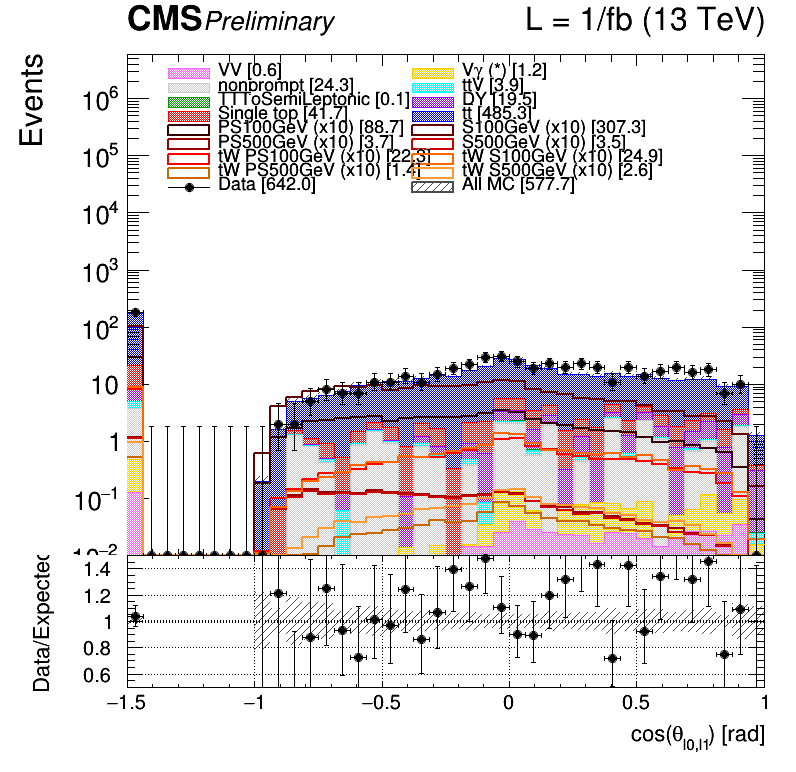 CMS Preliminary L = 1/fb (13 TeV)
Events
VV [0.6] Vγ (*) [1.2]
nonprompt [24.3] ttV [3.9]
TTToSemiLeptonic [0.1] DY [19.5]
Single top [41.7] tt [485.3]
PS100GeV (x10) [88.7] S100GeV (x10) [307.3]
PS500GeV (x10) [3.7] S500GeV (x10) [3.5]
tW PS100GeV (x10) [22.3] tW S100GeV (x10) [24.9]
tW PS500GeV (x10) [1.4] tW S500GeV (x10) [2.6]
Data [642.0] All MC [577.7]
10⁶
10⁵
10⁴
10³
10²
10
1
10⁻¹
10⁻²
Data/Expected
1.4
1.2
1
0.8
0.6
−1.5 −1 −0.5 0 0.5 1
cos(θl0,l1) [rad]